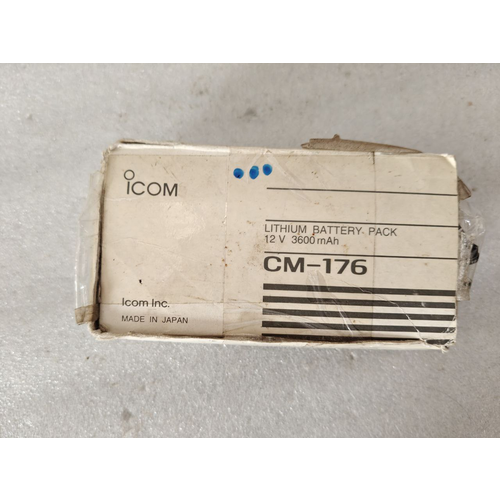 ICOM
LITHIUM BATTERY PACK
12 V 3600 mAh
CM-176
Icom Inc.
MADE IN JAPAN